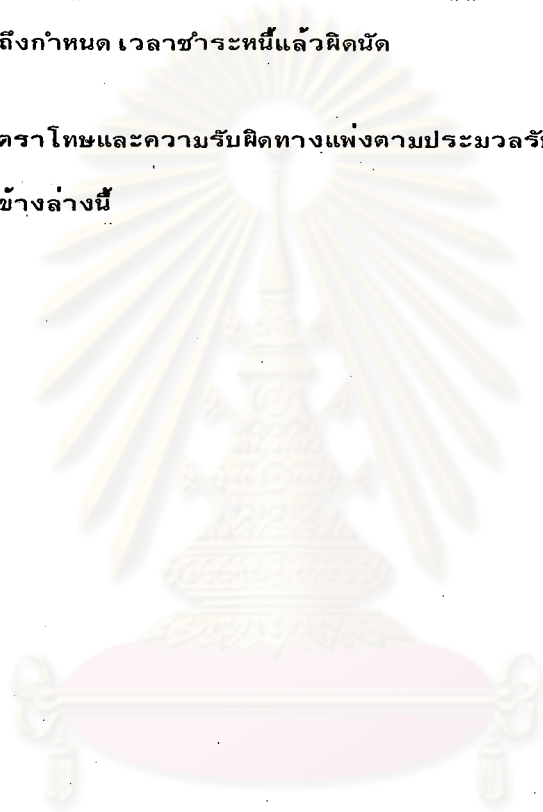 ถึงกำหนดเวลาชำระหนี้แล้วผิดนัด
ตราโทษและความรับผิดทางแพ่งตามประมวลรั
ข้างล่างนี้